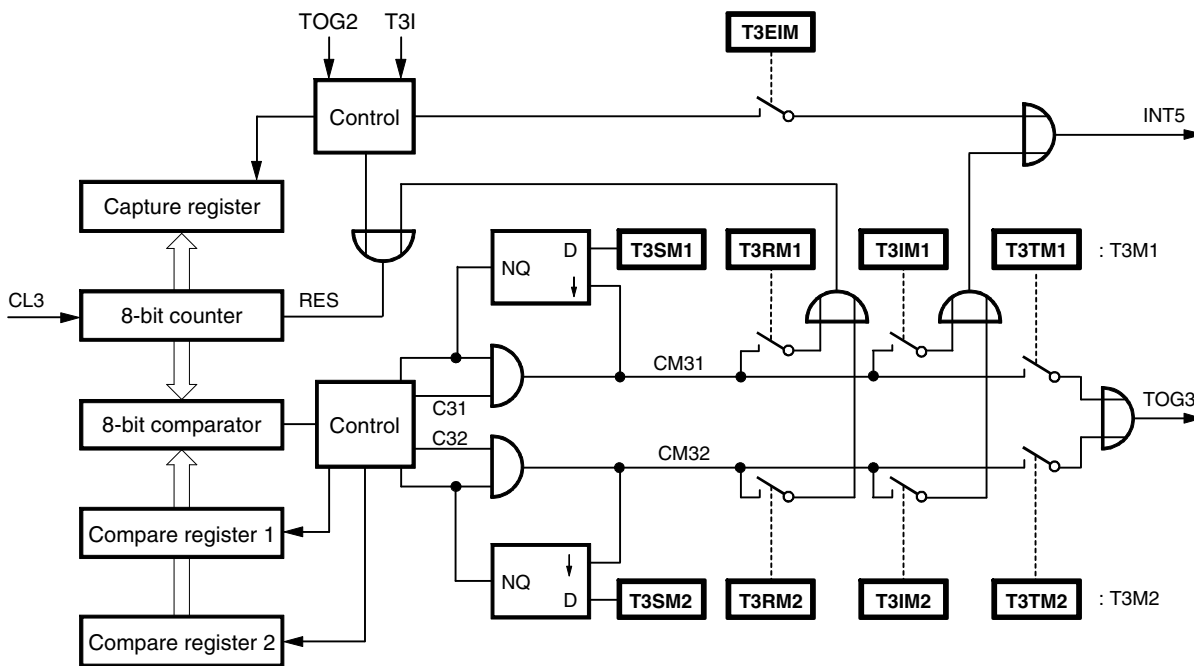 TOG2 T3I
T3EIM
Control
INT5
Capture register
D
NQ
T3SM1
T3RM1
T3IM1
T3TM1
: T3M1
CL3
8-bit counter
RES
CM31
C31
8-bit comparator
Control
TOG3
C32
CM32
Compare register 1
NQ
D
T3SM2
T3RM2
T3IM2
T3TM2
: T3M2
Compare register 2